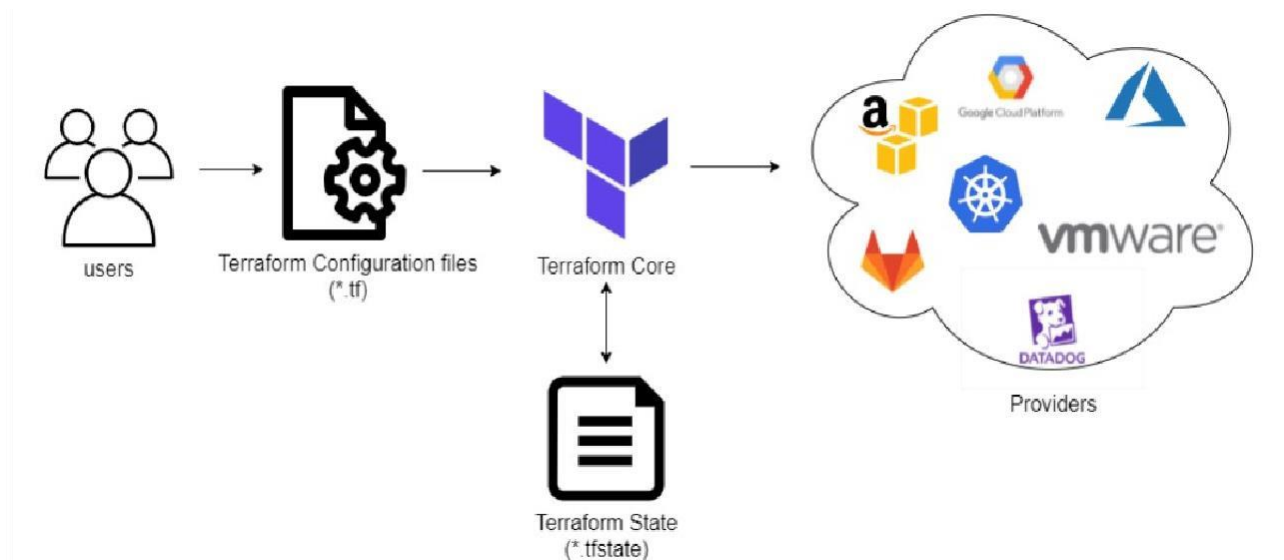 users
Terraform Configuration files
(*.tf)
Terraform Core
Terraform State
(*.tfstate)
a
Google Cloud Platform
vmware®
DATADOG
Providers